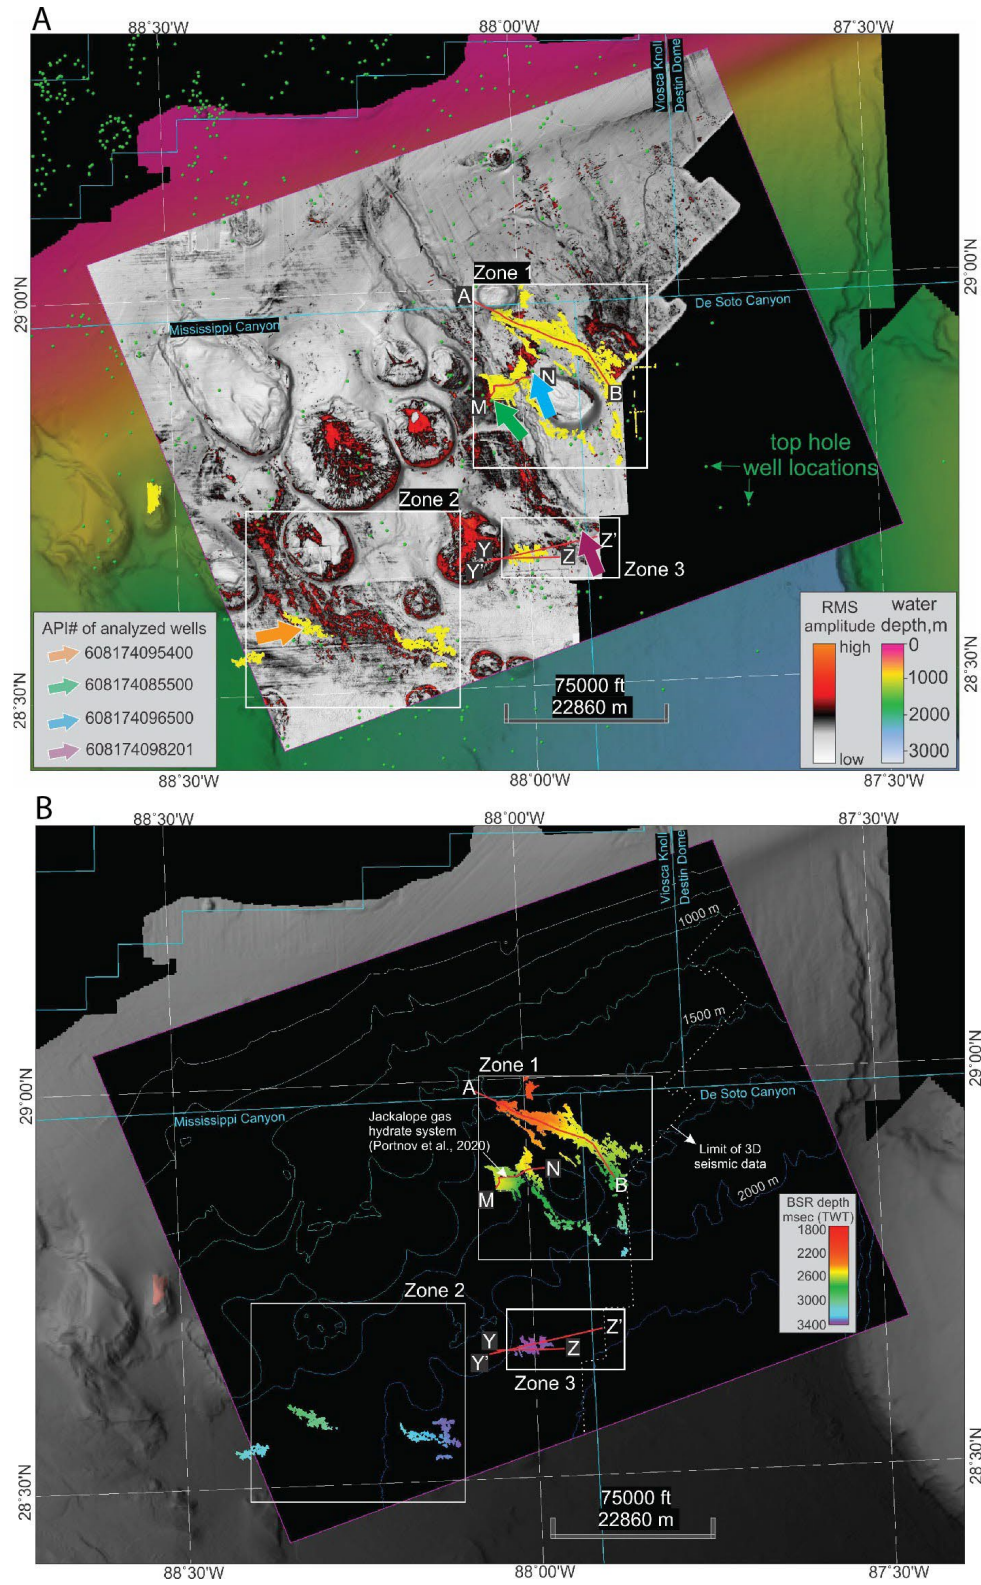 A
88°30'W
88°00'W
87°30'W
Viosca Knoll
Destin Dome
29°00'N
29°00'N
Zone 1
A
De Soto Canyon
Mississippi Canyon
N
M
B
top hole
well locations
Zone 2
Y
Z'
Y'
Z
Zone 3
API# of analyzed wells
608174095400
608174085500
608174096500
608174098201
RMS
amplitude
high
low
water
depth,m
0
1000
2000
3000
28°30'N
28°30'N
75000 ft
22860 m
88°30'W
88°00'W
87°30'W
B
88°30'W
88°00'W
87°30'W
Viosca Knoll
Destin Dome
1000 m
1500 m
29°00'N
29°00'N
Zone 1
A
De Soto Canyon
Mississippi Canyon
Jackalope gas
hydrate system
(Portnov et al., 2020)
Limit of 3D
seismic data
N
M
B
2000 m
BSR depth
msec (TWT)
1800
2200
2600
3000
3400
Zone 2
Y
Z'
Y'
Z
Zone 3
28°30'N
28°30'N
75000 ft
22860 m
88°30'W
88°00'W
87°30'W